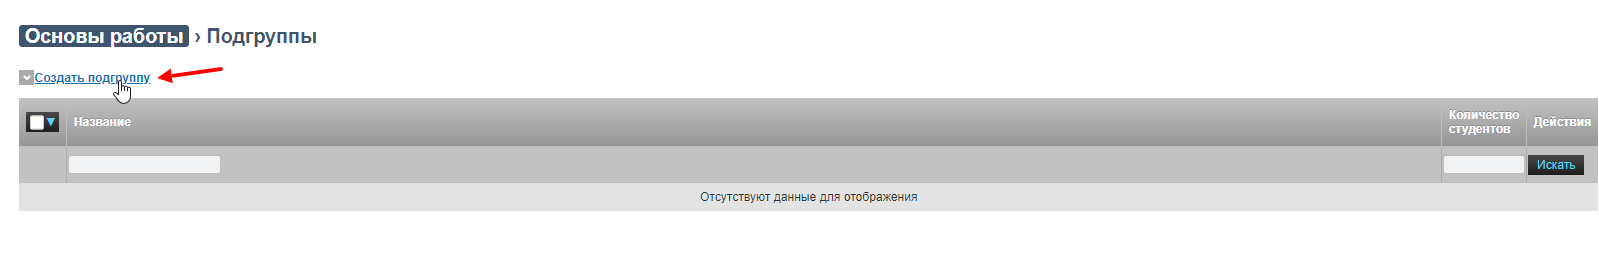 Основы работы › Подгруппы
Создать подгруппу
Название
Количество студентов
Действия
Искать
Отсутствуют данные для отображения